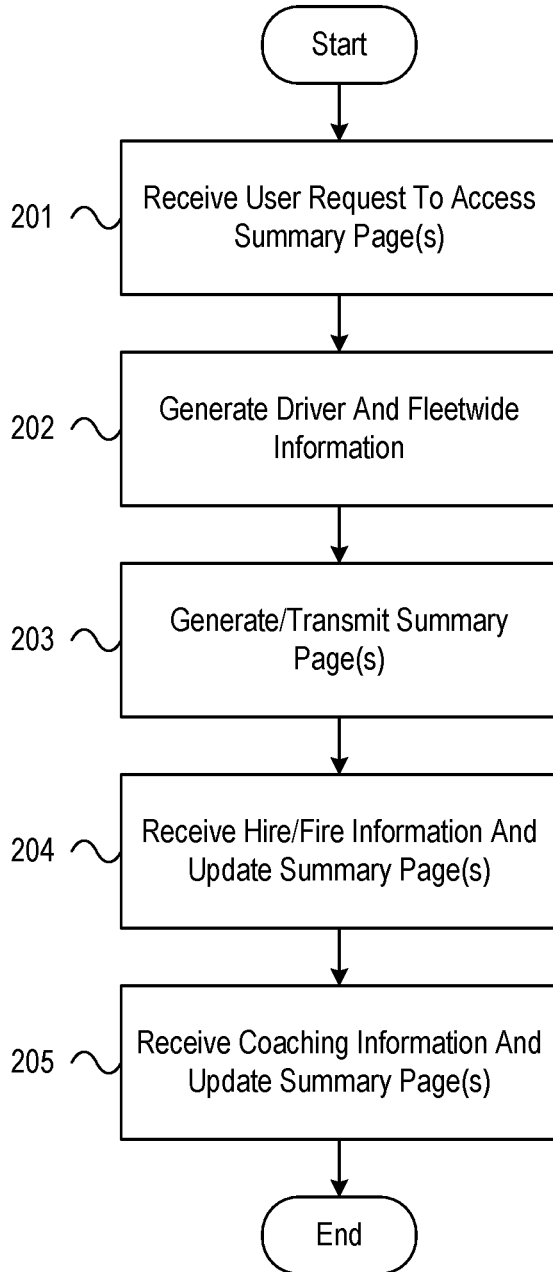 Start
201
Receive User Request To Access
Summary Page(s)
202
Generate Driver And Fleetwide
Information
203
Generate/Transmit Summary
Page(s)
204
Receive Hire/Fire Information And
Update Summary Page(s)
205
Receive Coaching Information And
Update Summary Page(s)
End